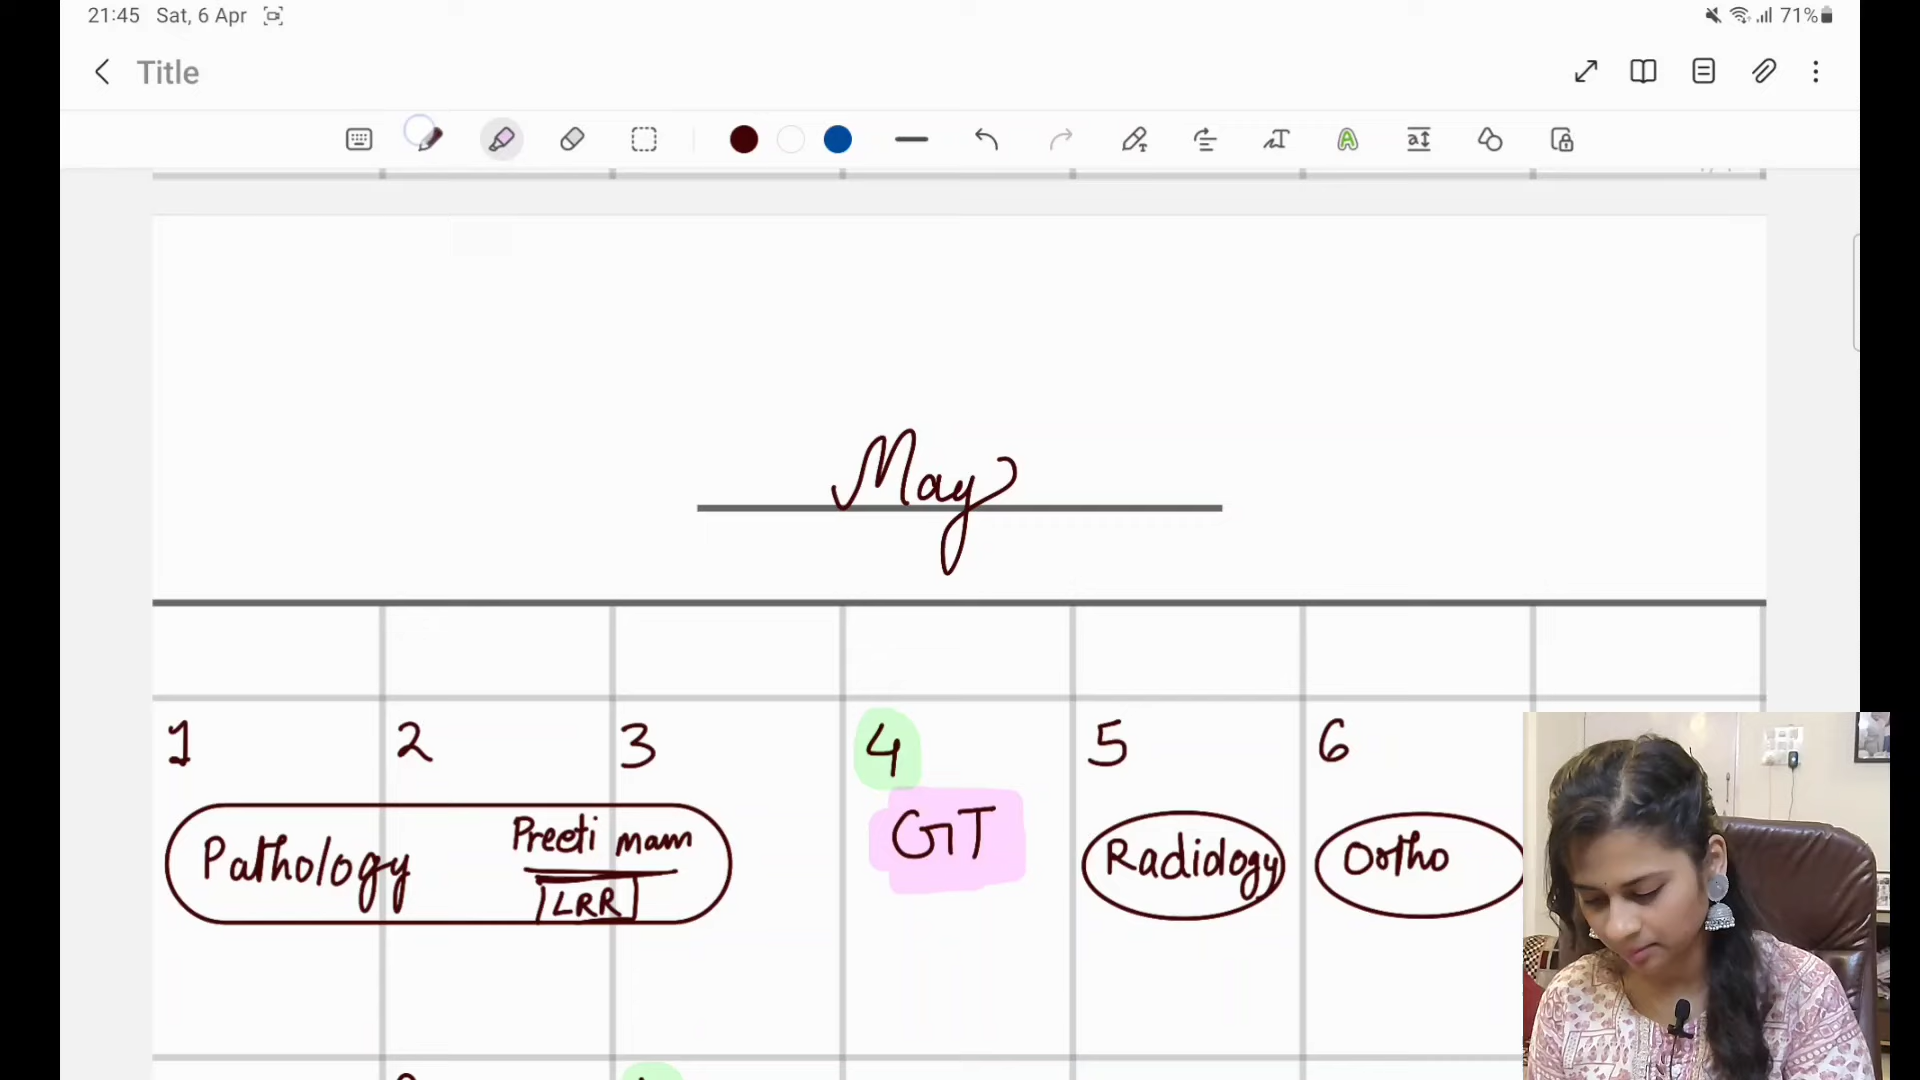 21:45 Sat, 6 Apr
71%
Title
May
1 2 3 4 5 6
Pathology Preeti mam
LRR
GT
Radiology
Ortho